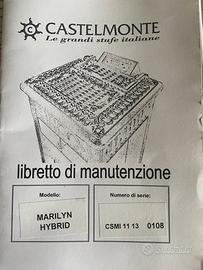 CASTELMONTE
Le grandi stufe italiane
libretto di manutenzione
Modello:
MARILYN
HYBRID
Numero di serie:
CSMI 11 13 0108